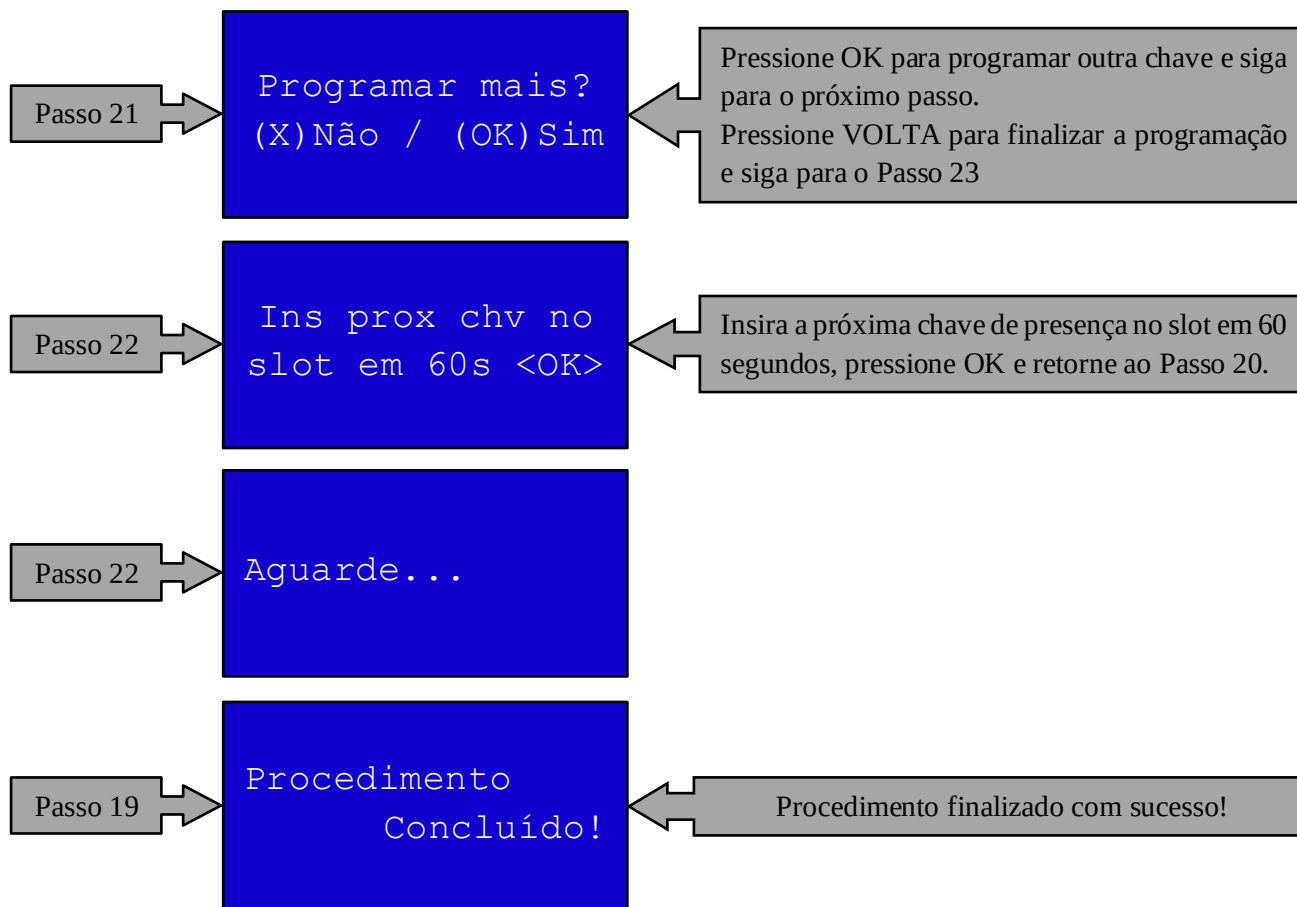 Passo 21
Programar mais?
(X)Não / (OK)Sim
Pressione OK para programar outra chave e siga
para o próximo passo.
Pressione VOLTA para finalizar a programação
e siga para o Passo 23
Passo 22
Ins prox chv no
slot em 60s <OK>
Insira a próxima chave de presença no slot em 60
segundos, pressione OK e retorne ao Passo 20.
Passo 22
Aguarde...
Passo 19
Procedimento
Concluído!
Procedimento finalizado com sucesso!